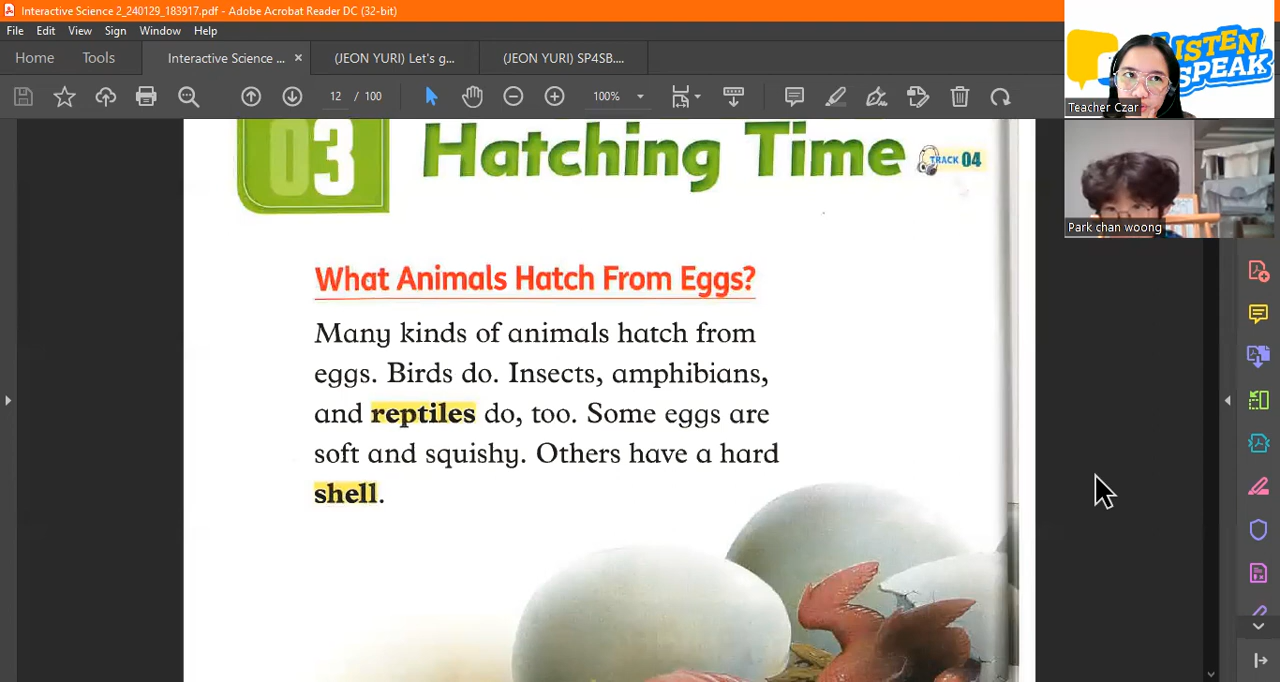 Interactive Science 2_240129_183917.pdf - Adobe Acrobat Reader DC (32-bit)
File Edit View Sign Window Help
Home Tools Interactive Science ... × (JEON YURI) Let's g... (JEON YURI) SP4SB....
12 / 100 100%
LISTEN
SPEAK
Teacher Czar
Park chan woong
03 Hatching Time TRACK 04
What Animals Hatch From Eggs?
Many kinds of animals hatch from
eggs. Birds do. Insects, amphibians,
and reptiles do, too. Some eggs are
soft and squishy. Others have a hard
shell.